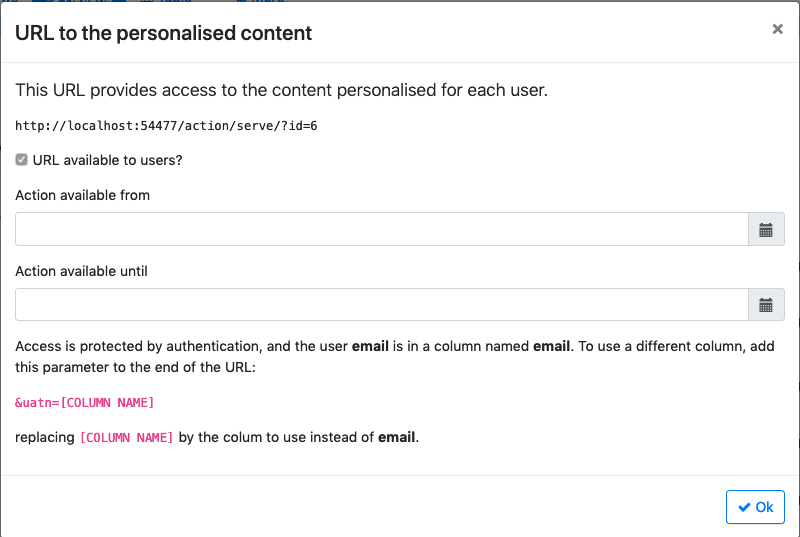 URL to the personalised content
×
This URL provides access to the content personalised for each user.
http://localhost:54477/action/serve/?id=6
URL available to users?
Action available from
Action available until
Access is protected by authentication, and the user email is in a column named email. To use a different column, add
this parameter to the end of the URL:
&uatn=[COLUMN NAME]
replacing [COLUMN NAME] by the colum to use instead of email.
Ok